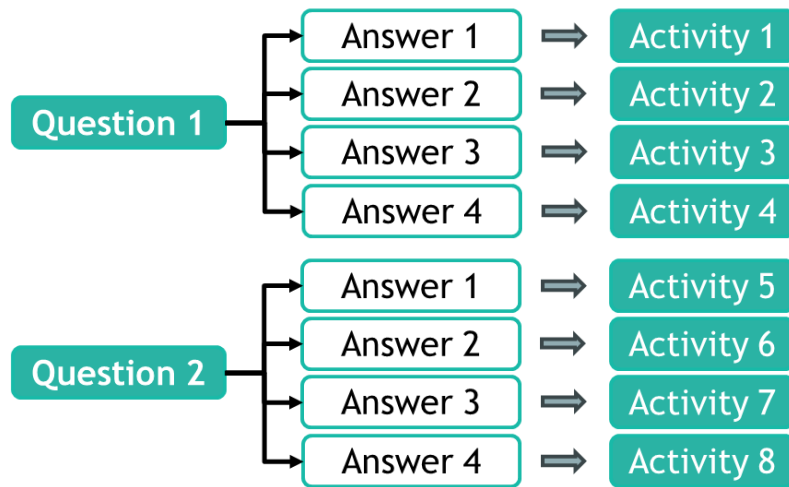 Answer 1 Activity 1
Answer 2 Activity 2
Question 1
Answer 3 Activity 3
Answer 4 Activity 4
Answer 1 Activity 5
Answer 2 Activity 6
Question 2
Answer 3 Activity 7
Answer 4 Activity 8